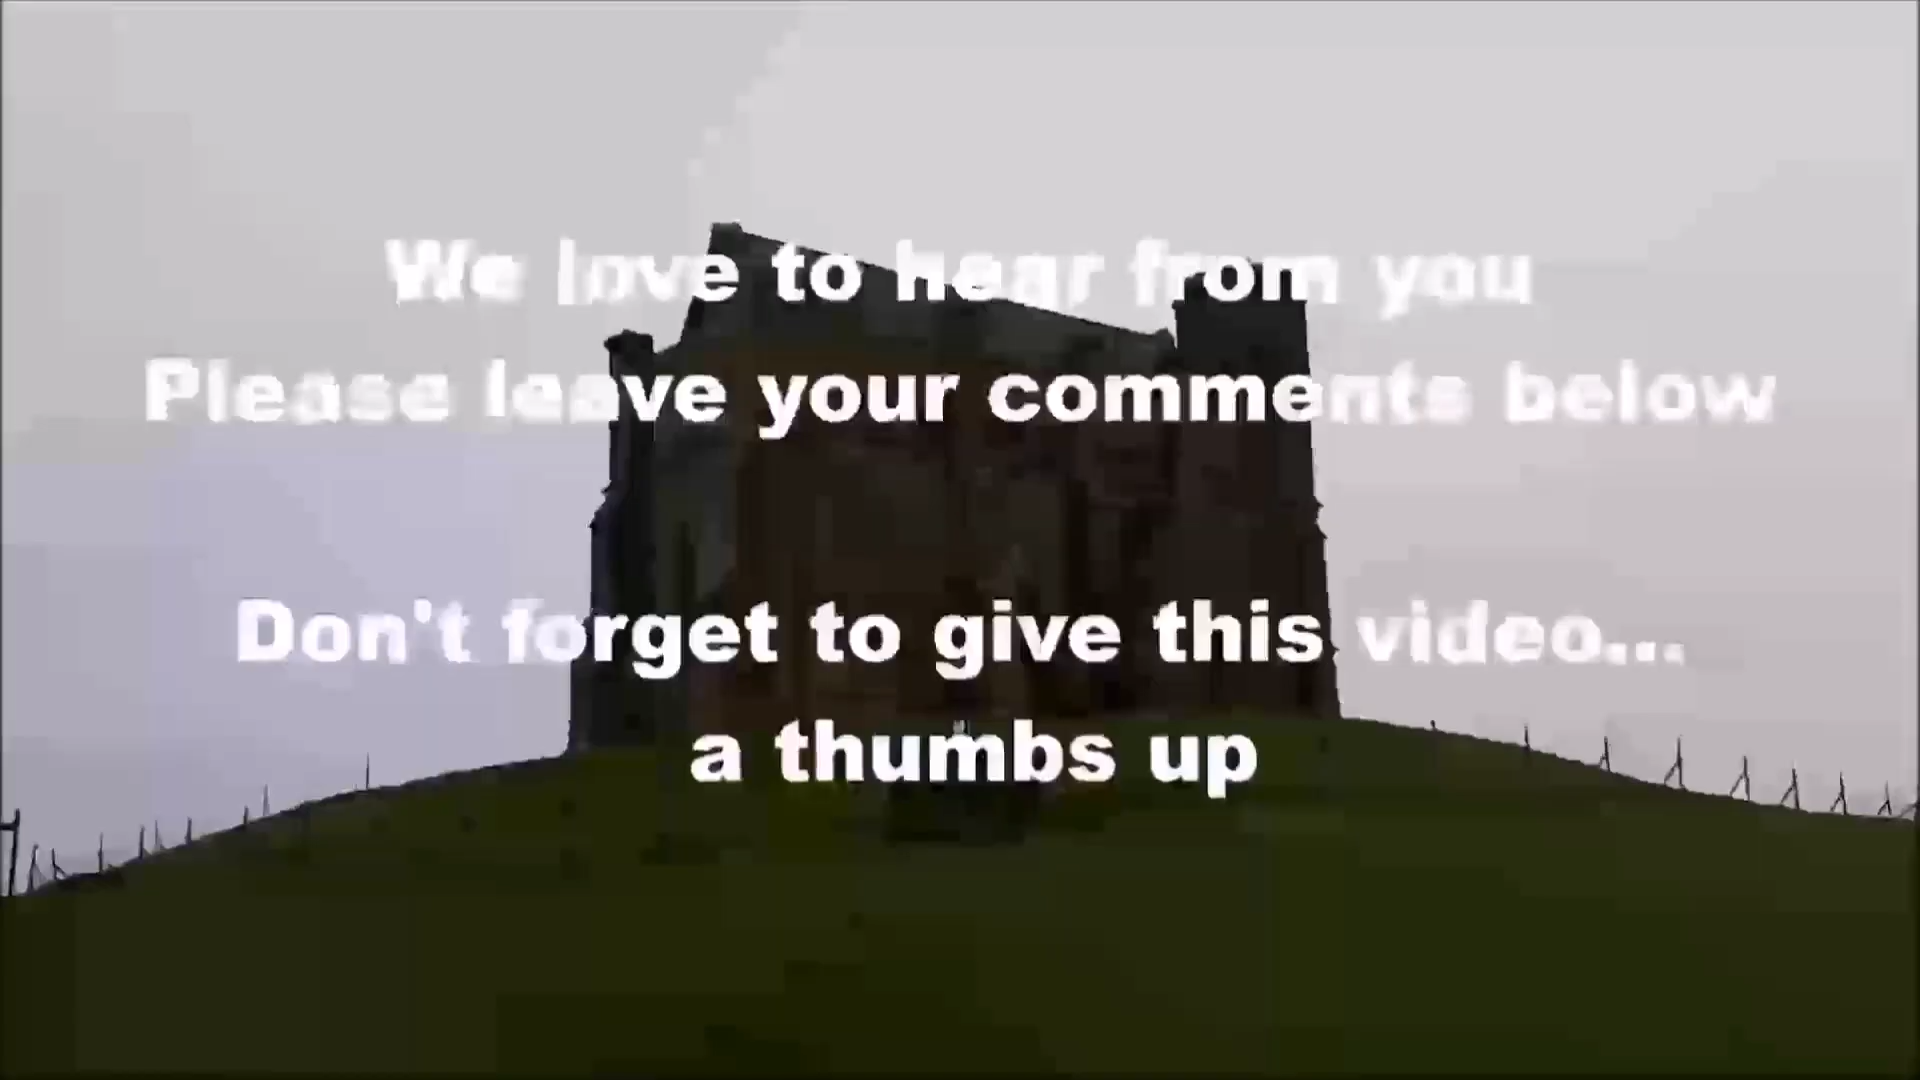 We love to hear from you
Please leave your comments below
Don't forget to give this video...
a thumbs up